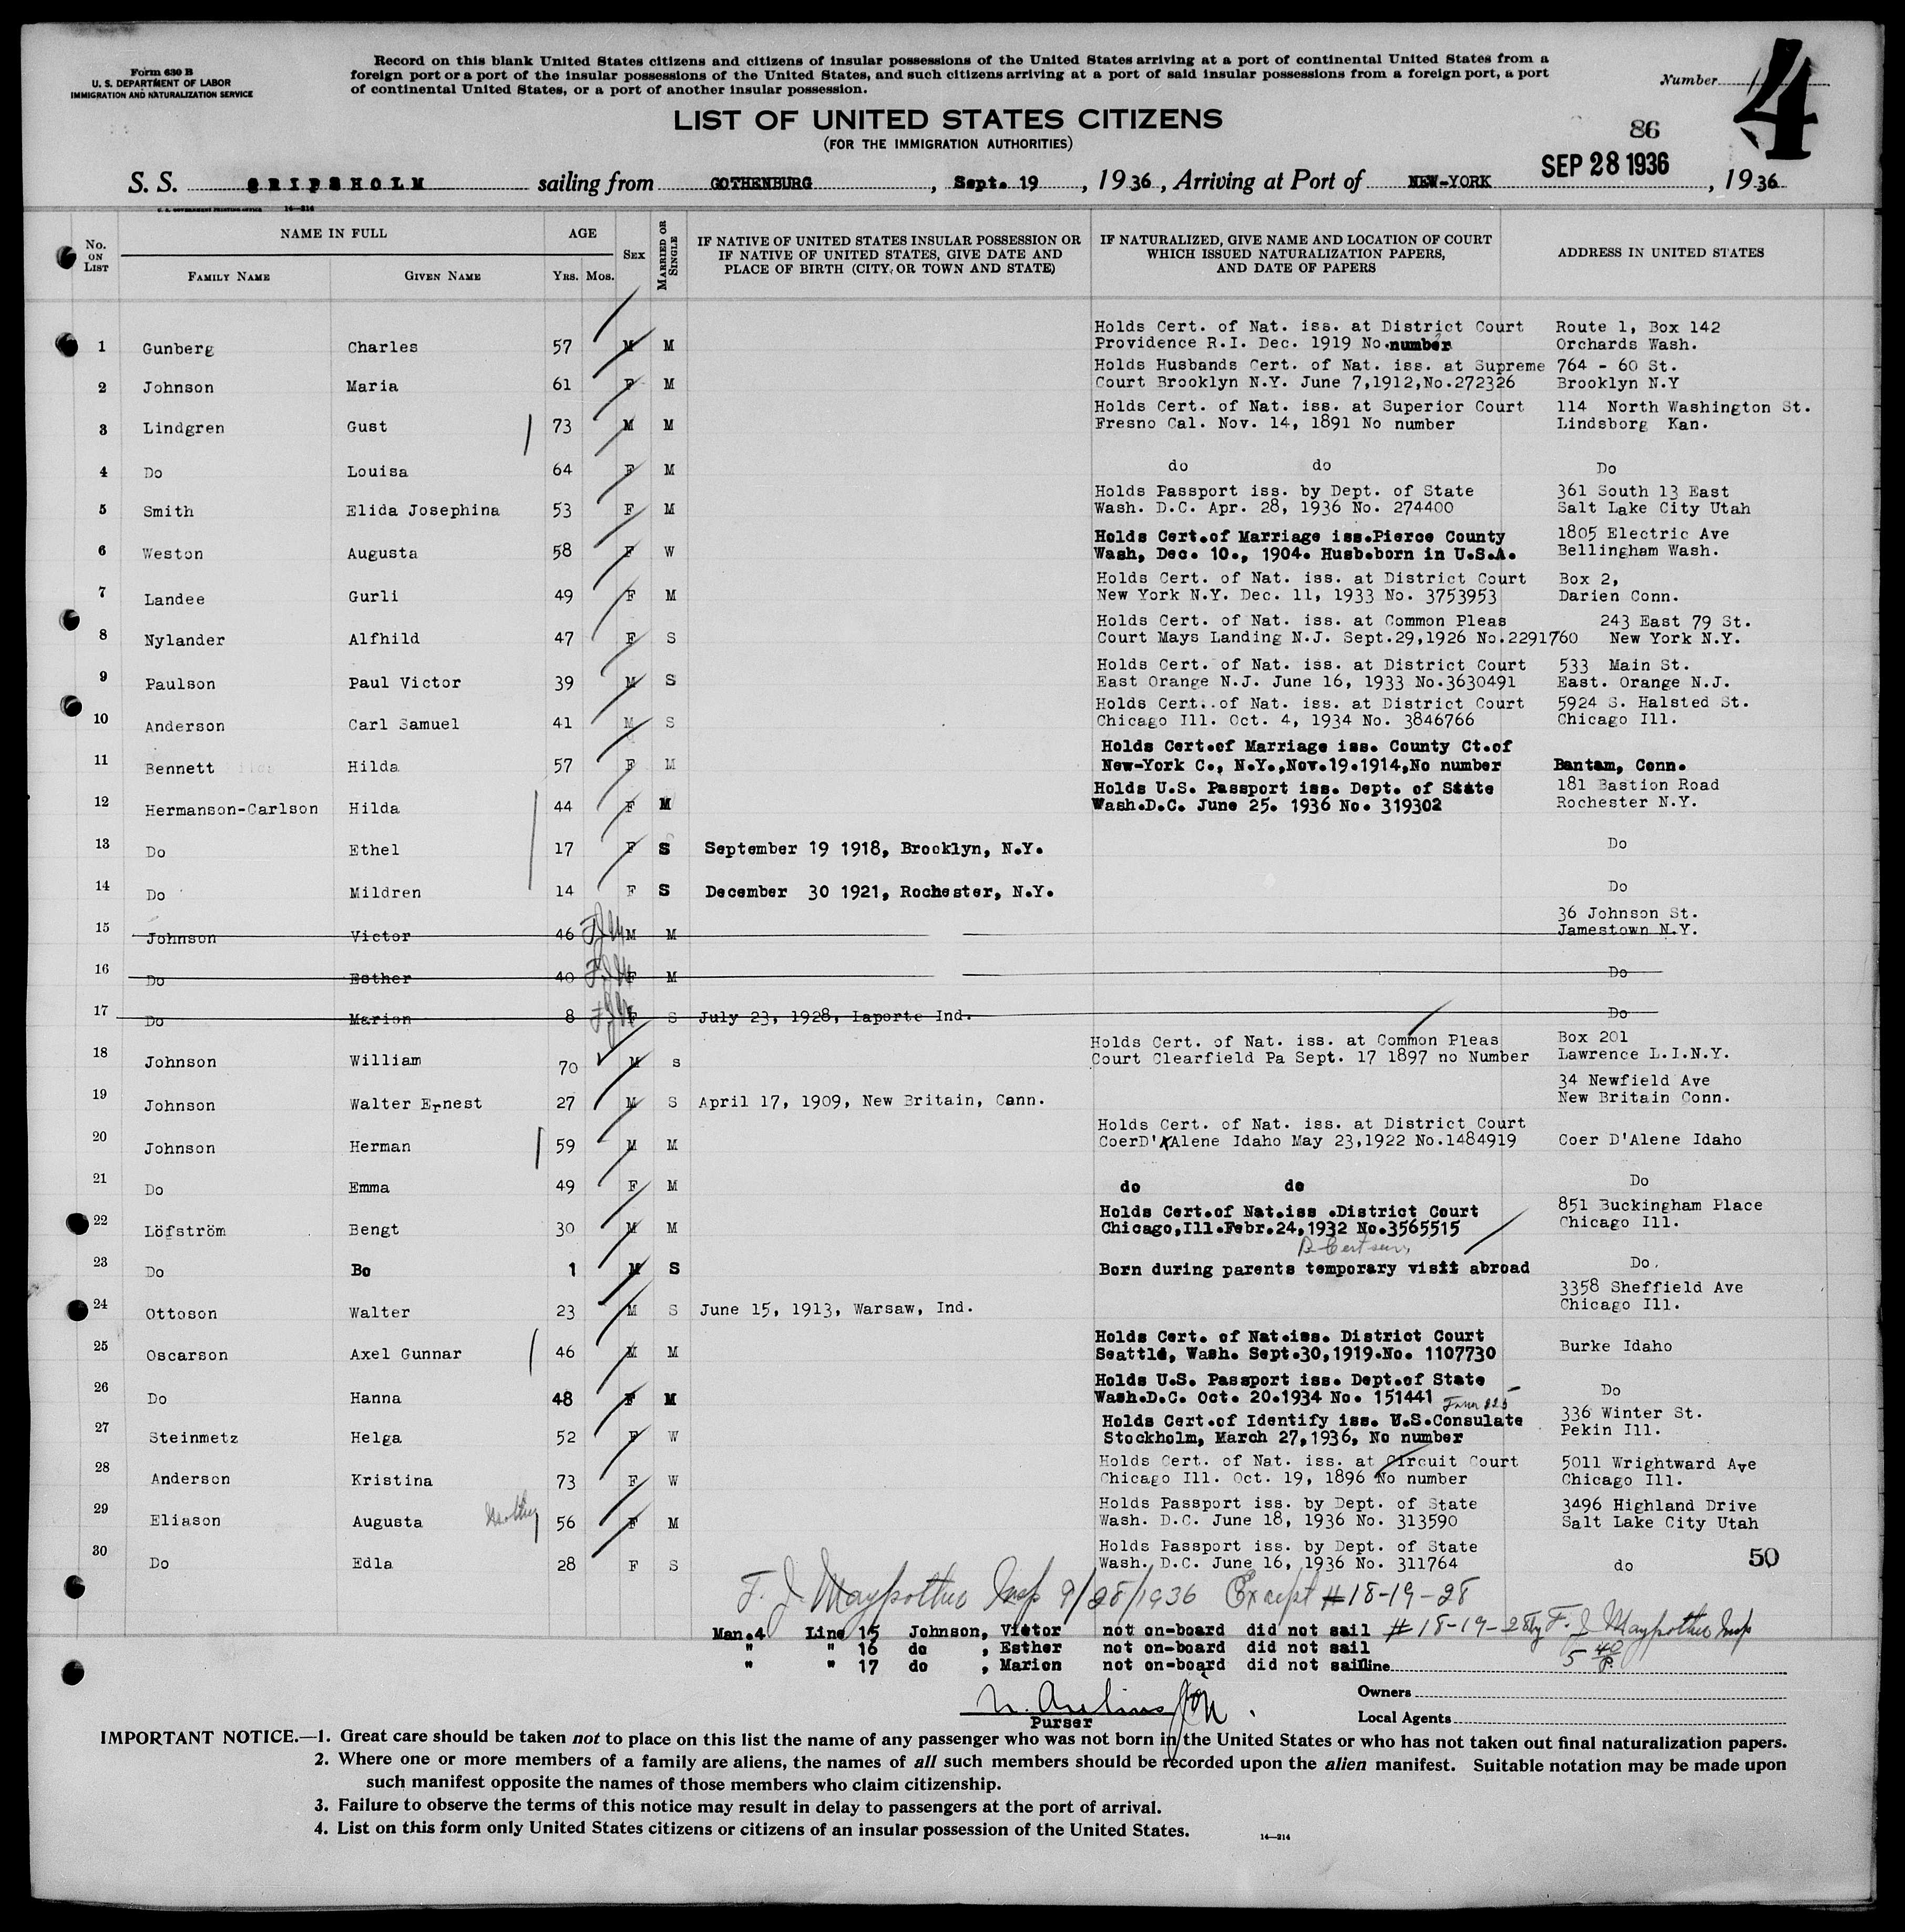 Form 630 B
U. S. DEPARTMENT OF LABOR
IMMIGRATION AND NATURALIZATION SERVICE
Record on this blank United States citizens and citizens of insular possessions of the United States arriving at a port of continental United States from a
foreign port or a port of the insular possessions of the United States, and such citizens arriving at a port of said insular possessions from a foreign port, a port
of continental United States, or a port of another insular possession.
Number 4
LIST OF UNITED STATES CITIZENS
(FOR THE IMMIGRATION AUTHORITIES)
86
SEP 28 1936
S. S. GRIPSHOLM sailing from GOTHENBURG, Sept. 19, 1936, Arriving at Port of NEW-YORK, 1936
U. S. GOVERNMENT PRINTING OFFICE 14—214
No. ON LIST
NAME IN FULL
FAMILY NAME
GIVEN NAME
AGE
YRS. MOS.
SEX
MARRIED OR SINGLE
IF NATIVE OF UNITED STATES INSULAR POSSESSION OR
IF NATIVE OF UNITED STATES, GIVE DATE AND
PLACE OF BIRTH (CITY OR TOWN AND STATE)
IF NATURALIZED, GIVE NAME AND LOCATION OF COURT
WHICH ISSUED NATURALIZATION PAPERS,
AND DATE OF PAPERS
ADDRESS IN UNITED STATES
Holds Cert. of Nat. iss. at District Court Route 1, Box 142
1 Gunberg Charles 57 M M Providence R.I. Dec. 1919 No.number Orchards Wash.
Holds Husbands Cert. of Nat. iss. at Supreme 764 - 60 St.
2 Johnson Maria 61 F M Court Brooklyn N.Y. June 7,1912,No.272326 Brooklyn N.Y
Holds Cert. of Nat. iss. at Superior Court 114 North Washington St.
3 Lindgren Gust 73 M M Fresno Cal. Nov. 14, 1891 No number Lindsborg Kan.
4 Do Louisa 64 F M do do Do
Holds Passport iss. by Dept. of State 361 South 13 East
5 Smith Elida Josephina 53 F M Wash. D.C. Apr. 28, 1936 No. 274400 Salt Lake City Utah
Holds Cert.of Marriage iss.Pierce County 1805 Electric Ave
6 Weston Augusta 58 F W Wash, Dec. 10., 1904. Husb.born in U.S.A. Bellingham Wash.
Holds Cert. of Nat. iss. at District Court Box 2,
7 Landee Gurli 49 F M New York N.Y. Dec. 11, 1933 No. 3753953 Darien Conn.
Holds Cert. of Nat. iss. at Common Pleas 243 East 79 St.
8 Nylander Alfhild 47 F S Court Mays Landing N.J. Sept.29,1926 No.2291760 New York N.Y.
Holds Cert. of Nat. iss. at District Court 533 Main St.
9 Paulson Paul Victor 39 M S East Orange N.J. June 16, 1933 No.3630491 East. Orange N.J.
Holds Cert. of Nat. iss. at District Court 5924 S. Halsted St.
10 Anderson Carl Samuel 41 M S Chicago Ill. Oct. 4, 1934 No. 3846766 Chicago Ill.
Holds Cert.of Marriage iss. County Ct.of
11 Bennett Hilda 57 F M New-York C., N.Y.,Nov.19.1914,No number Bantam, Conn.
Holds U.S. Passport iss. Dept. of State 181 Bastion Road
12 Hermanson-Carlson Hilda 44 F M Wash.D.C. June 25. 1936 No. 319302 Rochester N.Y.
13 Do Ethel 17 F S September 19 1918, Brooklyn, N.Y. Do
14 Do Mildren 14 F S December 30 1921, Rochester, N.Y. Do
36 Johnson St.
15 Johnson Victor 46 M M Jamestown N.Y.
16 Do Esther 40 F M Do
17 Do Marion 8 F S July 23, 1928, Laporte Ind. Do
Holds Cert. of Nat. iss. at Common Pleas Box 201
18 Johnson William 70 M s Court Clearfield Pa Sept. 17 1897 no Number Lawrence L.I.N.Y.
34 Newfield Ave
19 Johnson Walter Ernest 27 M S April 17, 1909, New Britain, Cann. New Britain Conn.
Holds Cert. of Nat. iss. at District Court
20 Johnson Herman 59 M M CoerD'Alene Idaho May 23,1922 No.1484919 Coer D'Alene Idaho
21 Do Emma 49 F M do do Do
Holds Cert.of Nat.iss .District Court 851 Buckingham Place
22 Löfström Bengt 30 M M Chicago,Ill.Febr.24,1932 No.3565515 Chicago Ill.
23 Do Bo 1 M S Born during parents temporary visit abroad Do.
3358 Sheffield Ave
24 Ottoson Walter 23 M S June 15, 1913, Warsaw, Ind. Chicago Ill.
Holds Cert. of Nat.iss. District Court
25 Oscarson Axel Gunnar 46 M M Seattle, Wash. Sept.30,1919.No. 1107730 Burke Idaho
Holds U.S. Passport iss. Dept.of State
26 Do Hanna 48 F M Wash.D.C. Oct. 20.1934 No. 151441 Do
Holds Cert.of Identify iss. U.S.Consulate 336 Winter St.
27 Steinmetz Helga 52 F W Stockholm, March 27,1936, No number Pekin Ill.
Holds Cert. of Nat. iss. at Circuit Court 5011 Wrightward Ave
28 Anderson Kristina 73 F W Chicago Ill. Oct. 19, 1896 No number Chicago Ill.
Holds Passport iss. by Dept. of State 3496 Highland Drive
29 Eliason Augusta 56 F M Wash. D.C. June 18, 1936 No. 313590 Salt Lake City Utah
Holds Passport iss. by Dept. of State
30 Do Edla 28 F S Wash. D.C. June 16, 1936 No. 311764 do 50
F. J. Maypother Insp 9/28/1936 Except #18-19-28
Man.4 Line 15 Johnson, Victor not on-board did not sail #18-19-28 by F. J. Maypother Insp
" " 16 do , Esther not on-board did not sail
" " 17 do , Marion not on-board did not sail Line
Purser
Owners
Local Agents
IMPORTANT NOTICE.—1. Great care should be taken not to place on this list the name of any passenger who was not born in the United States or who has not taken out final naturalization papers.
2. Where one or more members of a family are aliens, the names of all such members should be recorded upon the alien manifest. Suitable notation may be made upon
such manifest opposite the names of those members who claim citizenship.
3. Failure to observe the terms of this notice may result in delay to passengers at the port of arrival.
4. List on this form only United States citizens or citizens of an insular possession of the United States.
14—214